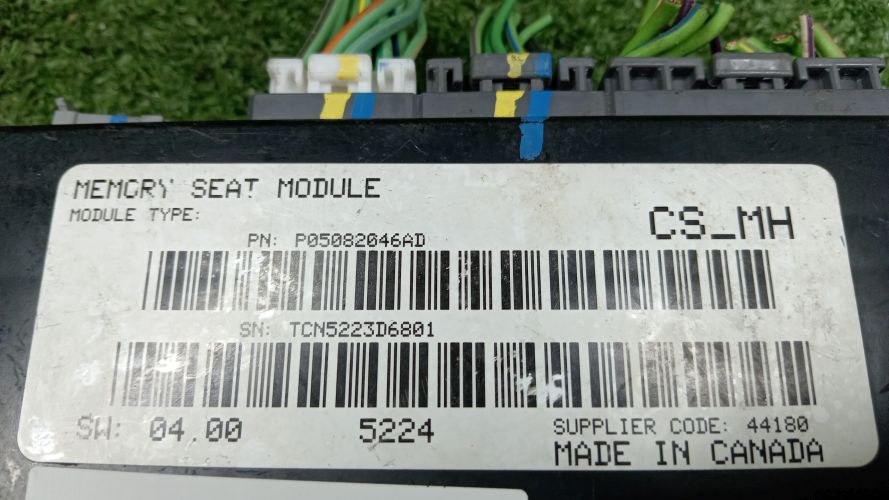 MEMORY SEAT MODULE
MODULE TYPE:
CS_MH
PN: P05082046AD
SN: TCN5223D6801
SW: 04.00 5224 SUPPLIER CODE: 44180
MADE IN CANADA